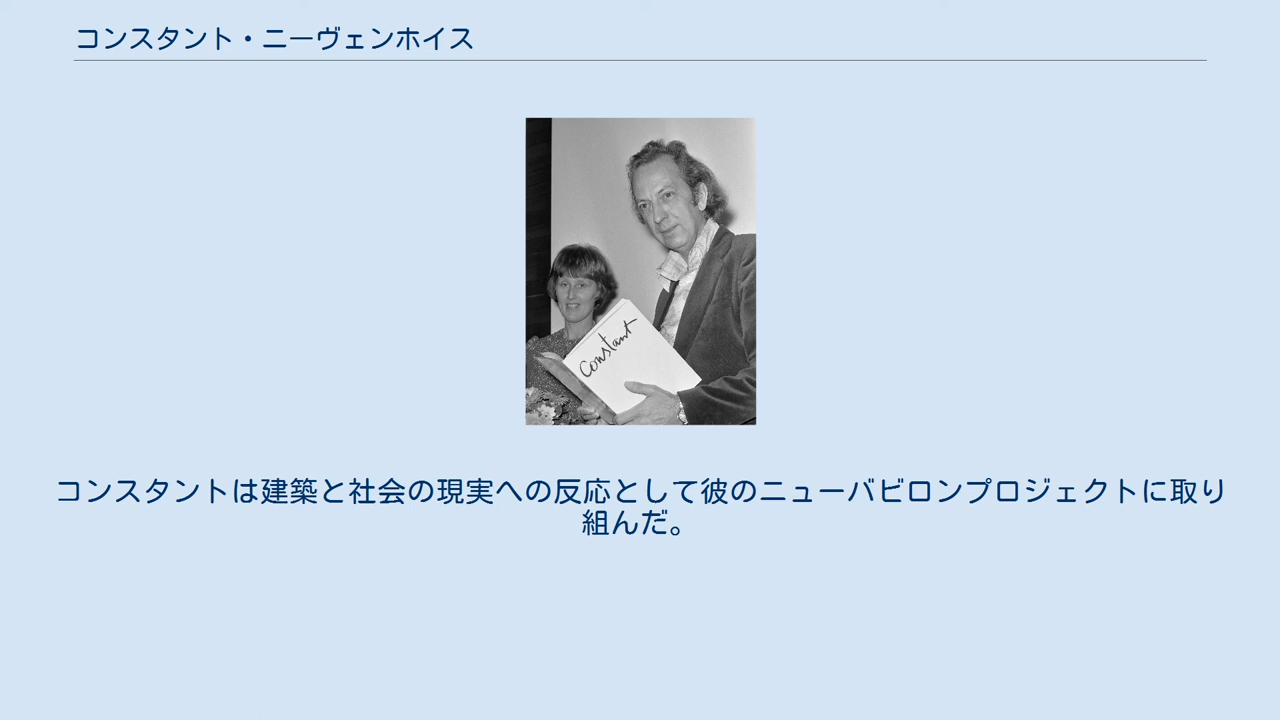 コンスタント・ニーヴェンホイス
constant
コンスタントは建築と社会の現実への反応として彼のニューバビロンプロジェクトに取り
組んだ。